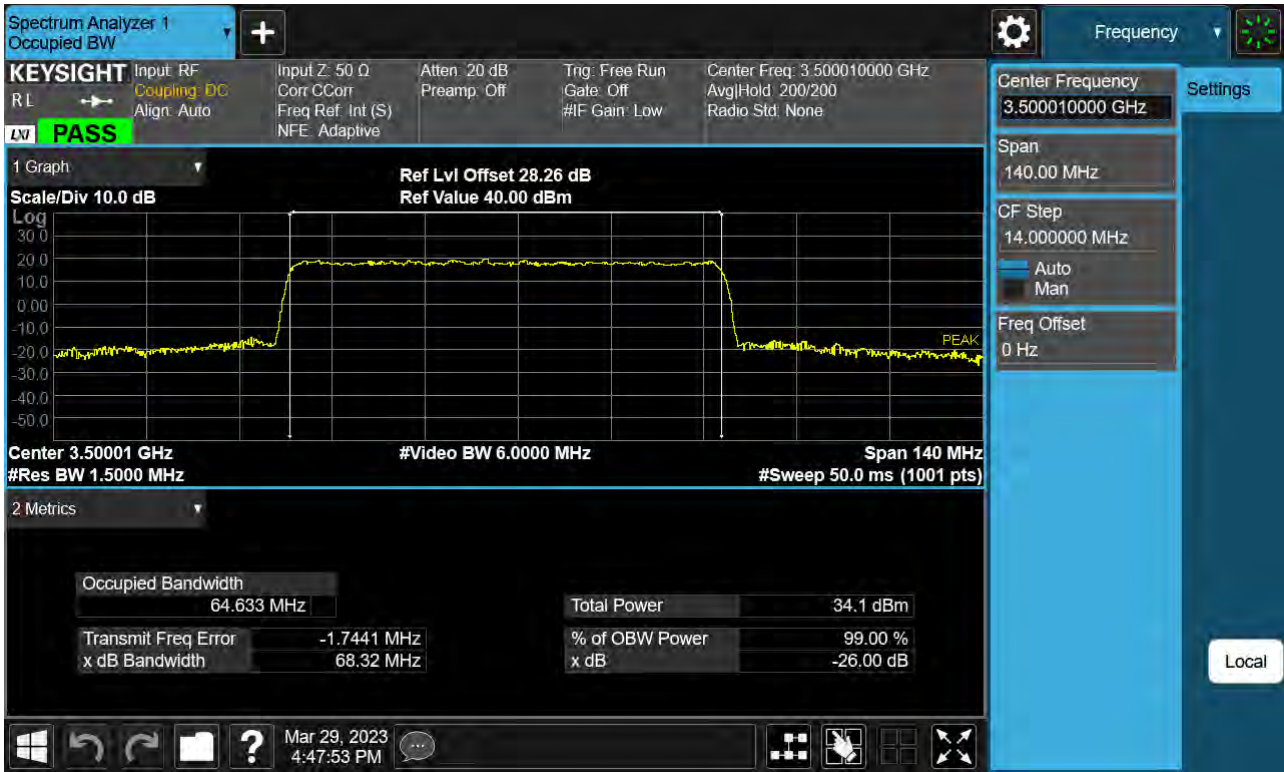 Spectrum Analyzer 1
Occupied BW
+
Frequency
KEYSIGHT
RL
LXI
PASS
Input: RF
Coupling: DC
Align: Auto
Input Z: 50 Ω
Corr CCorr
Freq Ref: Int (S)
NFE: Adaptive
Atten: 20 dB
Preamp: Off
Trig: Free Run
Gate: Off
#IF Gain: Low
Center Freq: 3.500010000 GHz
Avg|Hold: 200/200
Radio Std: None
Center Frequency
3.500010000 GHz
Settings
Span
140.00 MHz
CF Step
14.000000 MHz
Auto
Man
Freq Offset
0 Hz
Local
1 Graph
Scale/Div 10.0 dB
Ref Lvl Offset 28.26 dB
Ref Value 40.00 dBm
Log
30.0
20.0
10.0
0.00
-10.0
-20.0
-30.0
-40.0
-50.0
PEAK
Center 3.50001 GHz
#Video BW 6.0000 MHz
Span 140 MHz
#Res BW 1.5000 MHz
#Sweep 50.0 ms (1001 pts)
2 Metrics
Occupied Bandwidth
64.633 MHz
Total Power 34.1 dBm
Transmit Freq Error -1.7441 MHz
% of OBW Power 99.00 %
x dB Bandwidth 68.32 MHz
x dB -26.00 dB
?
Mar 29, 2023
4:47:53 PM